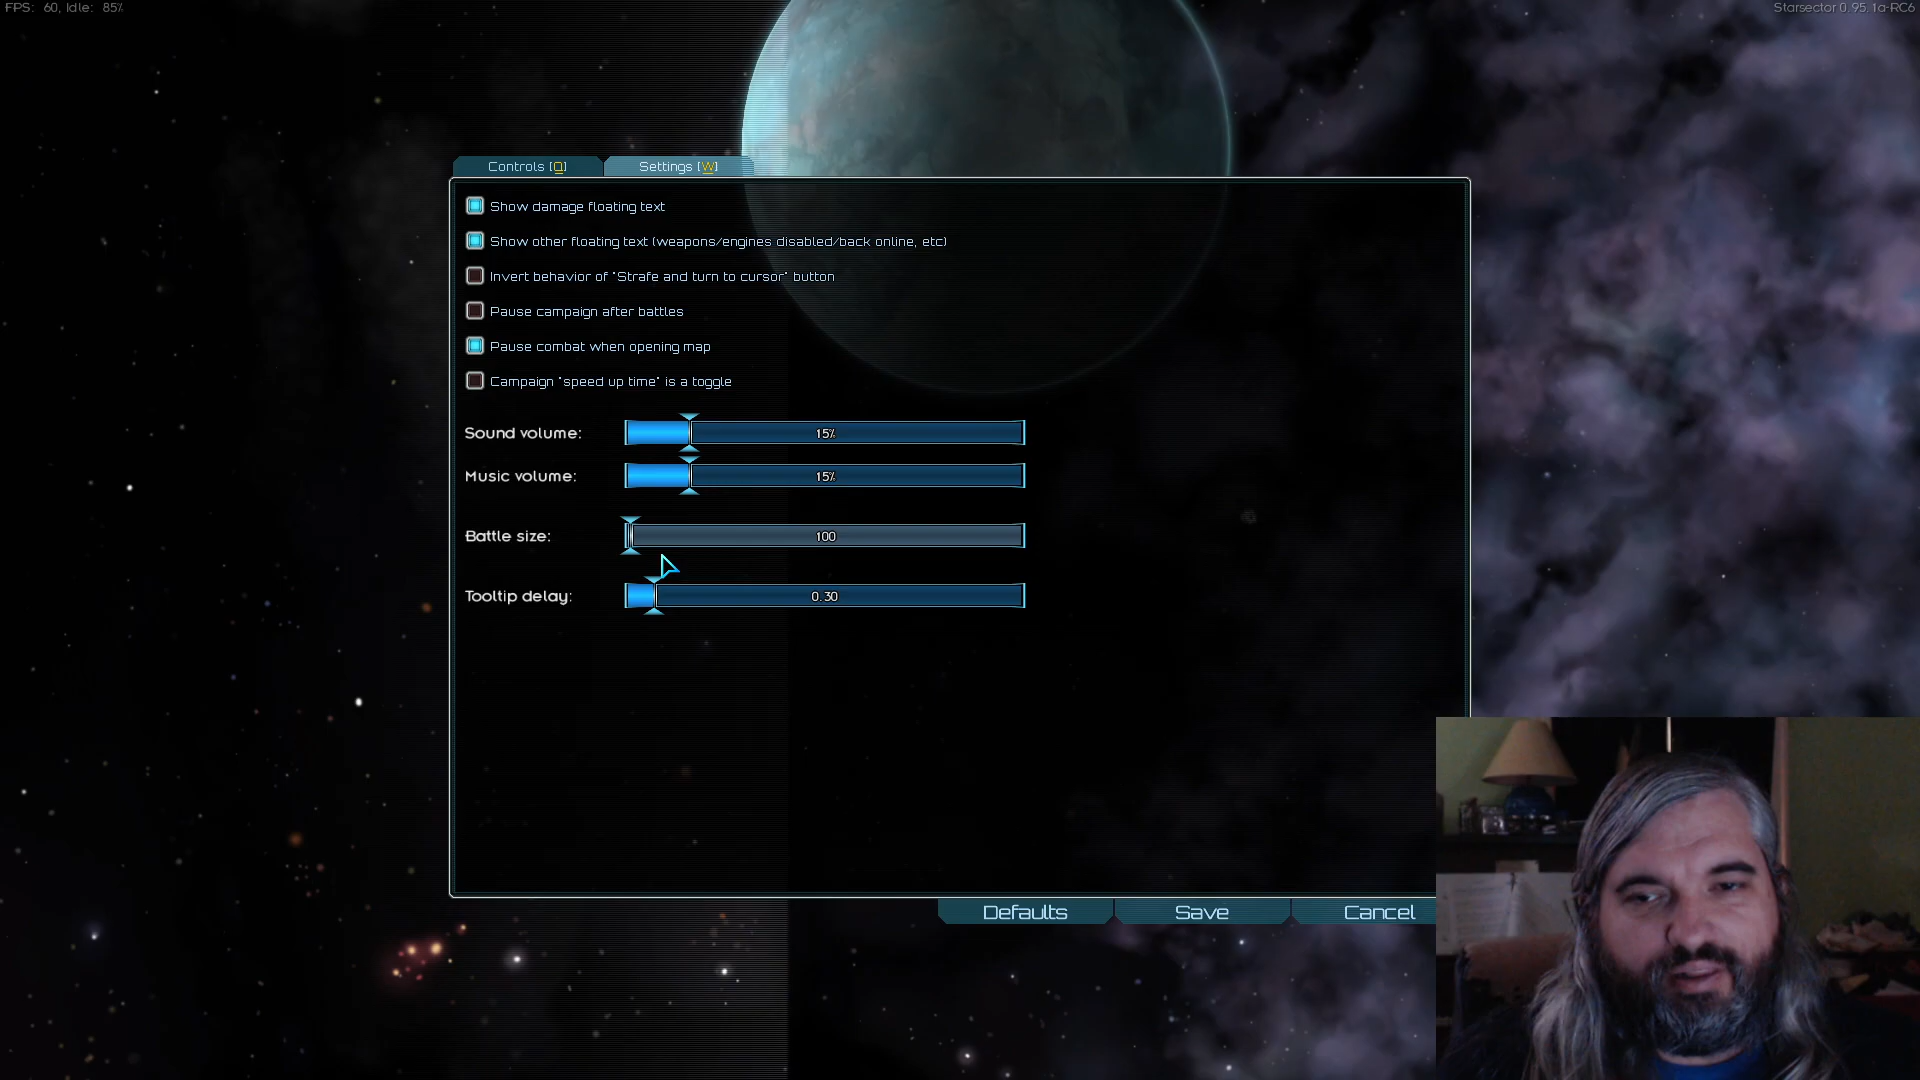 FPS: 60, Idle: 85%
Starsector 0.95.1a-RC6
Controls [Q]
Settings [W]
Show damage floating text
Show other floating text (weapons/engines disabled/back online, etc)
Invert behavior of "Strafe and turn to cursor" button
Pause campaign after battles
Pause combat when opening map
Campaign "speed up time" is a toggle
Sound volume: 15%
Music volume: 15%
Battle size: 100
Tooltip delay: 0.30
Defaults
Save
Cancel